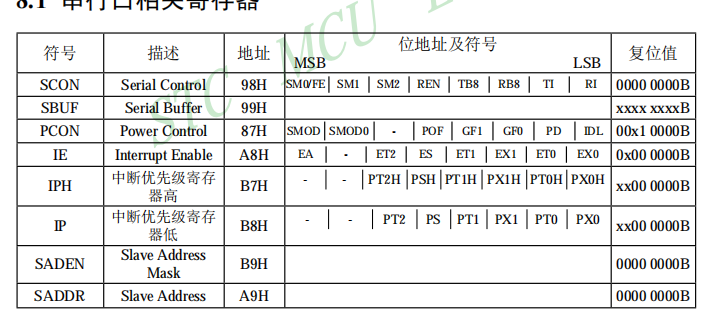 8.1 串行口相关寄存器
符号 描述 地址 位地址及符号 复位值
MSB LSB
SCON Serial Control 98H SM0/FE SM1 SM2 REN TB8 RB8 TI RI 0000 0000B
SBUF Serial Buffer 99H xxxx xxxxB
PCON Power Control 87H SMOD SMOD0 - POF GF1 GF0 PD IDL 00x1 0000B
IE Interrupt Enable A8H EA - ET2 ES ET1 EX1 ET0 EX0 0x00 0000B
IPH 中断优先级寄存器高 B7H - - PT2H PSH PT1H PX1H PT0H PX0H xx00 0000B
IP 中断优先级寄存器低 B8H - - PT2 PS PT1 PX1 PT0 PX0 xx00 0000B
SADEN Slave Address Mask B9H 0000 0000B
SADDR Slave Address A9H 0000 0000B
STC MCU